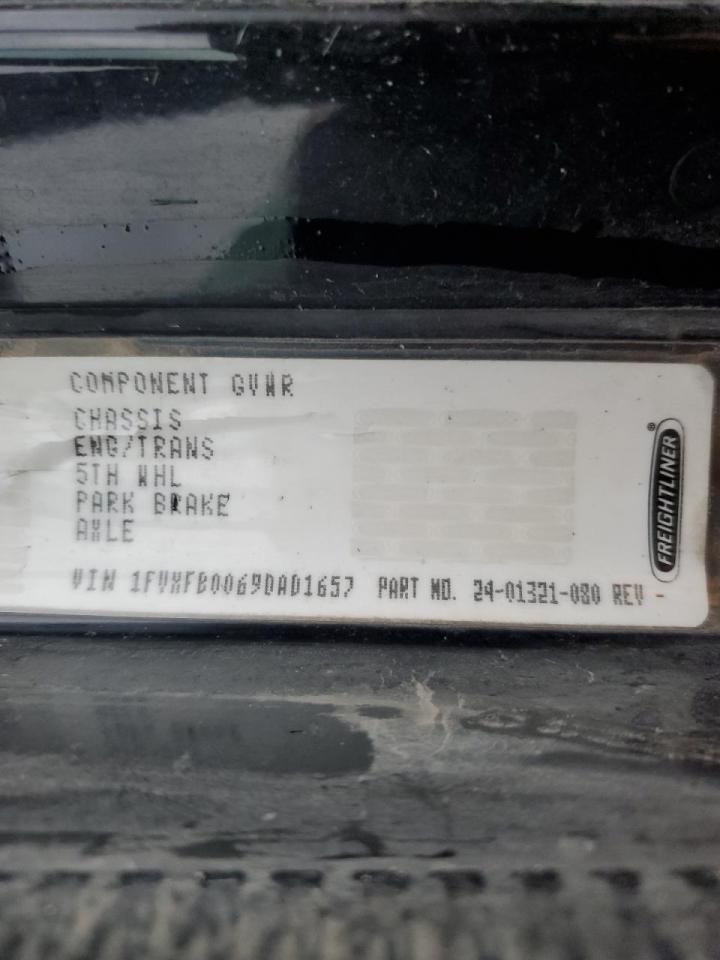 COMPONENT GVWR
CHASSIS
ENG/TRANS
5TH WHL
PARK BRAKE
AXLE
VIN 1FVXFB0069DAD1657 PART NO. 24-01321-080 REV -
FREIGHTLINER®